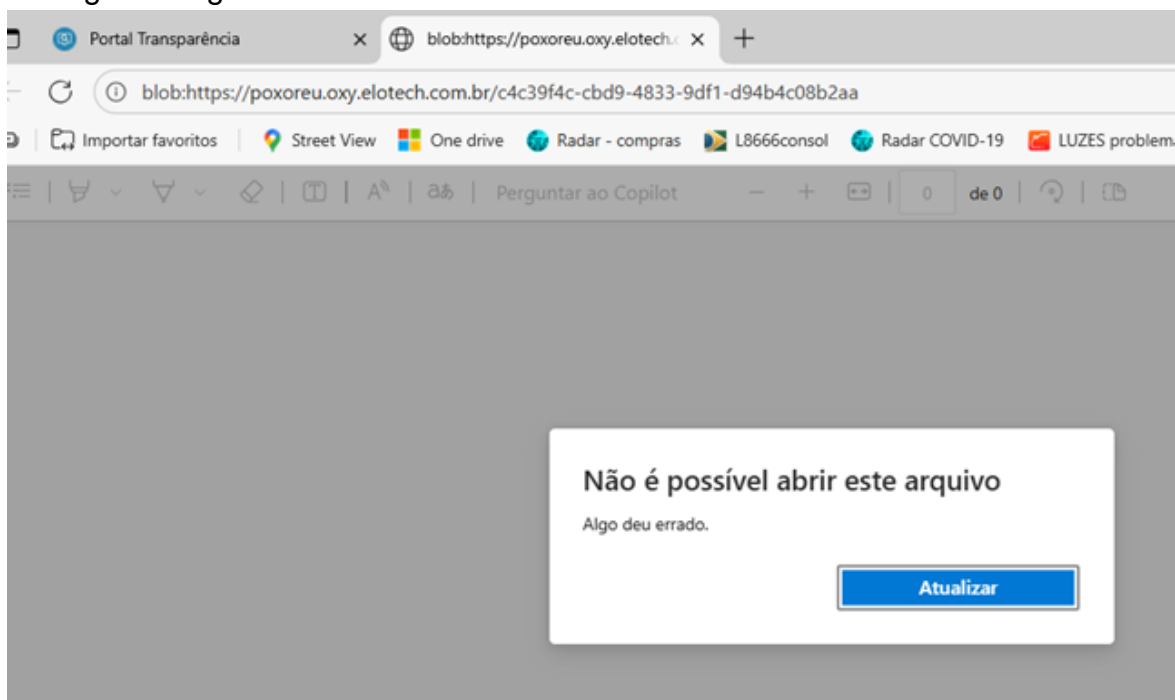 Portal Transparência
blob:https://poxoreu.oxy.elotech.c
blob:https://poxoreu.oxy.elotech.com.br/c4c39f4c-cbd9-4833-9df1-d94b4c08b2aa
Importar favoritos Street View One drive Radar - compras L8666consol Radar COVID-19 LUZES problem
Perguntar ao Copilot 0 de 0
Não é possível abrir este arquivo
Algo deu errado.
Atualizar